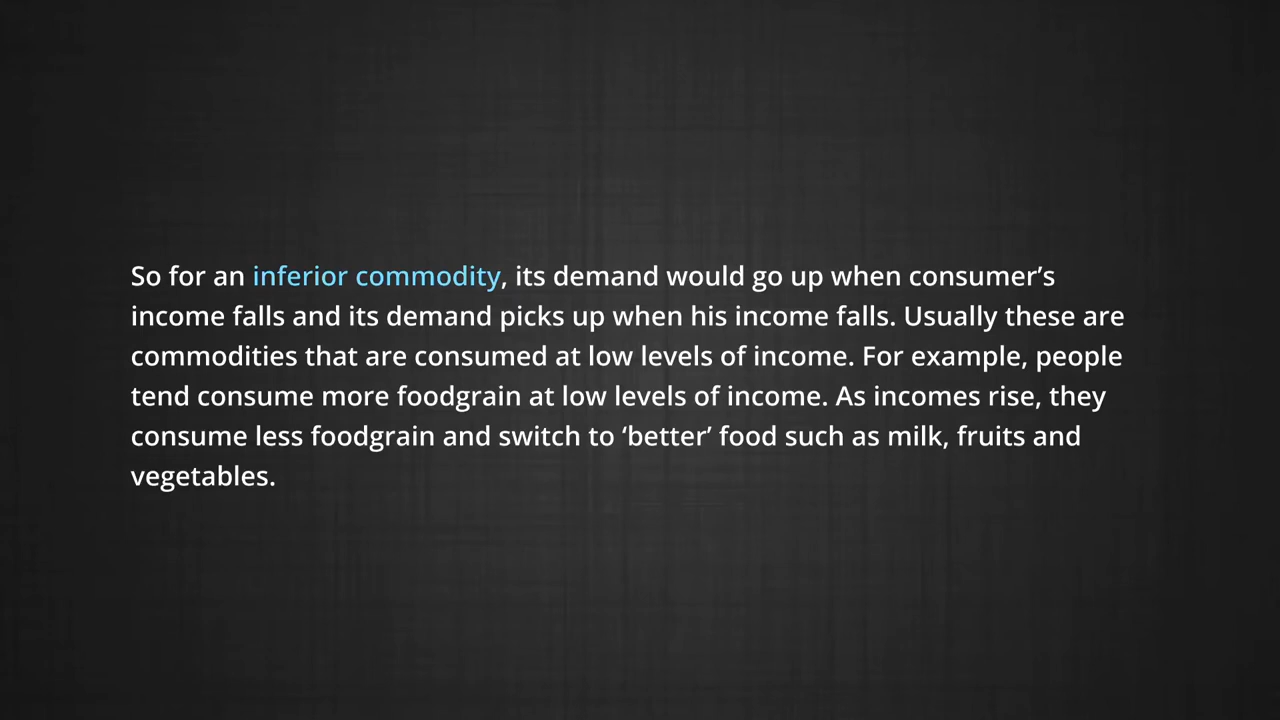 So for an inferior commodity, its demand would go up when consumer’s
income falls and its demand picks up when his income falls. Usually these are
commodities that are consumed at low levels of income. For example, people
tend consume more foodgrain at low levels of income. As incomes rise, they
consume less foodgrain and switch to ‘better’ food such as milk, fruits and
vegetables.